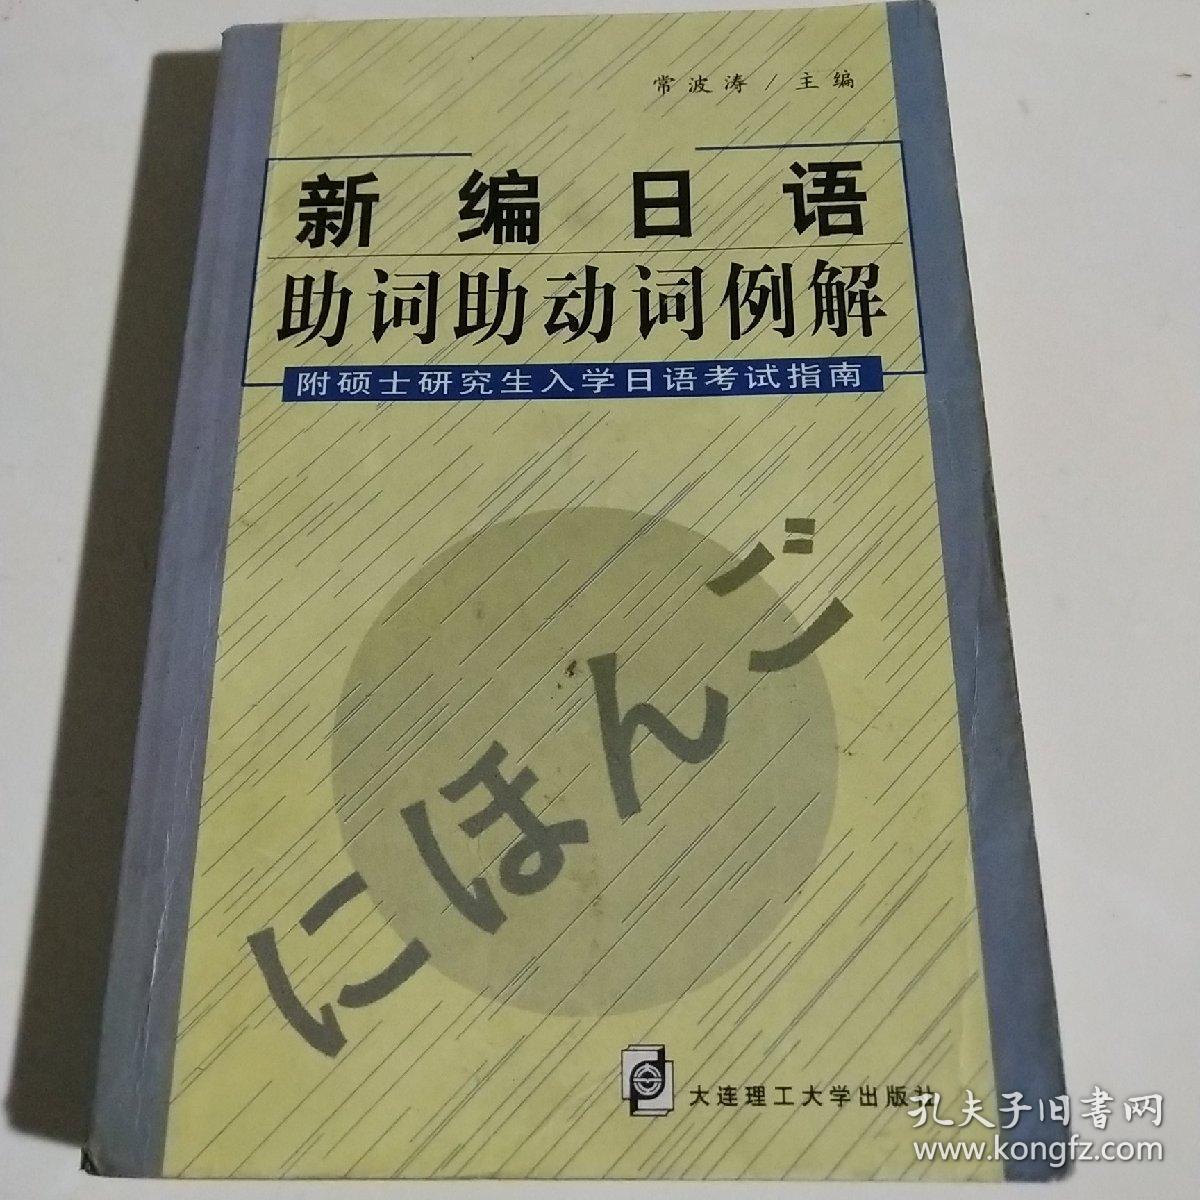 常波涛/主编
新编日语
助词助动词例解
附硕士研究生入学日语考试指南
にほんご
大连理工大学出版社
孔夫子旧書网
www.kongfz.com